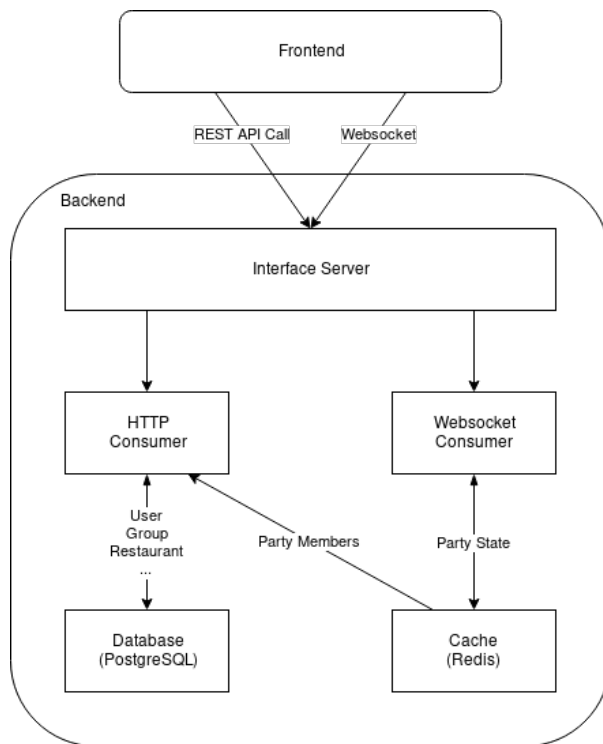 Frontend
REST API Call
Websocket
Backend
Interface Server
HTTP
Consumer
Websocket
Consumer
User
Group
Restaurant
...
Party Members
Party State
Database
(PostgreSQL)
Cache
(Redis)